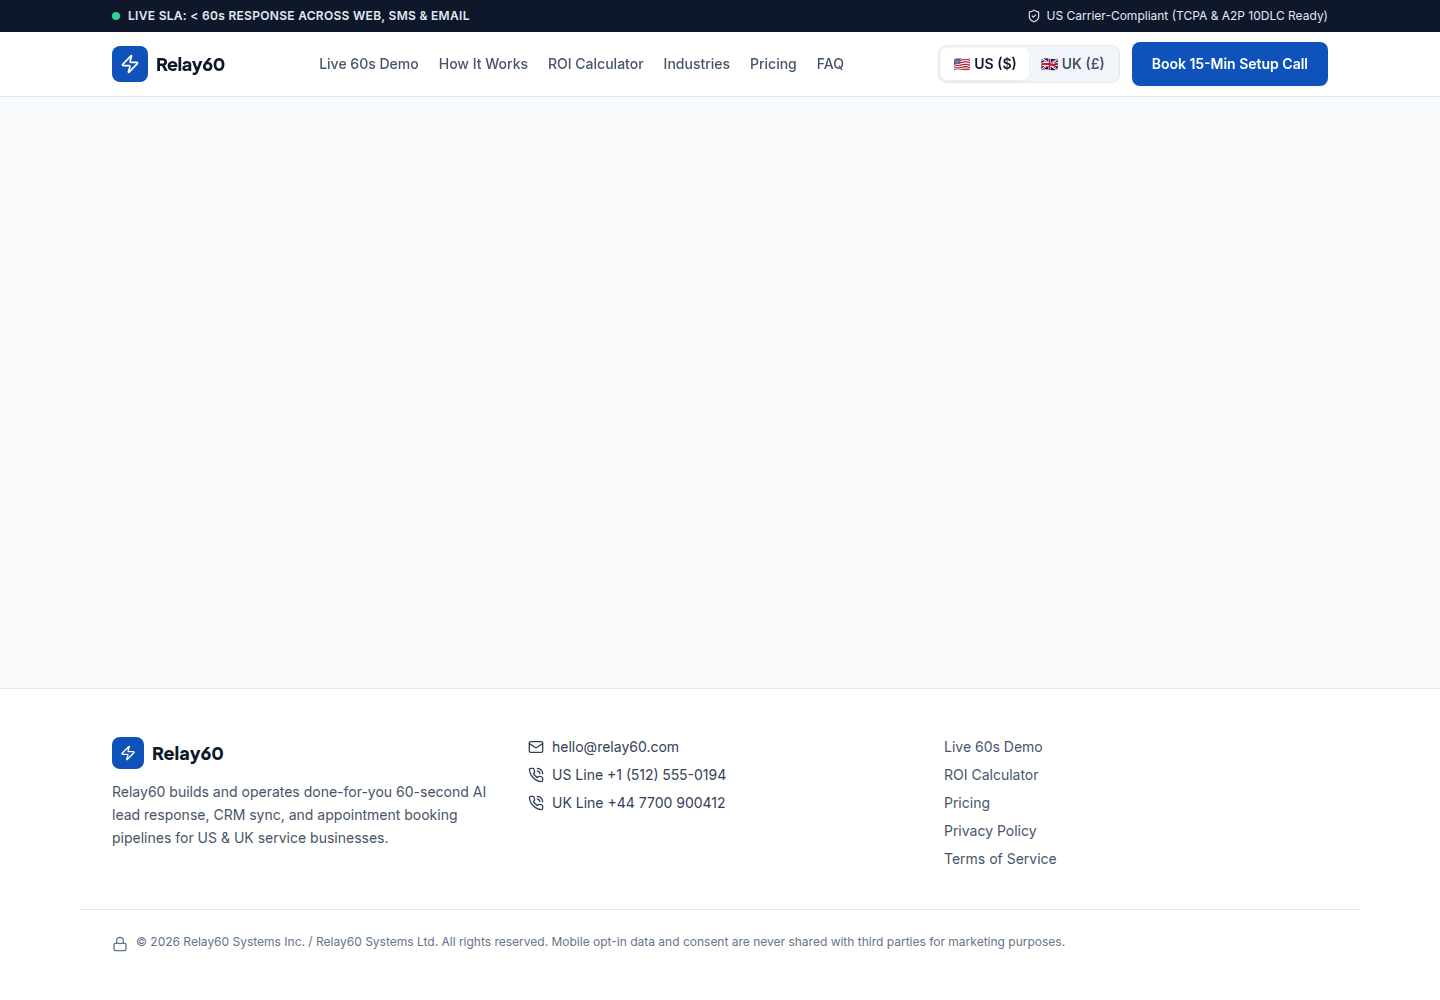 LIVE SLA: < 60s RESPONSE ACROSS WEB, SMS & EMAIL
US Carrier-Compliant (TCPA & A2P 10DLC Ready)
Relay60
Live 60s Demo
How It Works
ROI Calculator
Industries
Pricing
FAQ
🇺🇸 US ($)
🇬🇧 UK (£)
Book 15-Min Setup Call
Relay60
Relay60 builds and operates done-for-you 60-second AI
lead response, CRM sync, and appointment booking
pipelines for US & UK service businesses.
hello@relay60.com
US Line +1 (512) 555-0194
UK Line +44 7700 900412
Live 60s Demo
ROI Calculator
Pricing
Privacy Policy
Terms of Service
© 2026 Relay60 Systems Inc. / Relay60 Systems Ltd. All rights reserved. Mobile opt-in data and consent are never shared with third parties for marketing purposes.